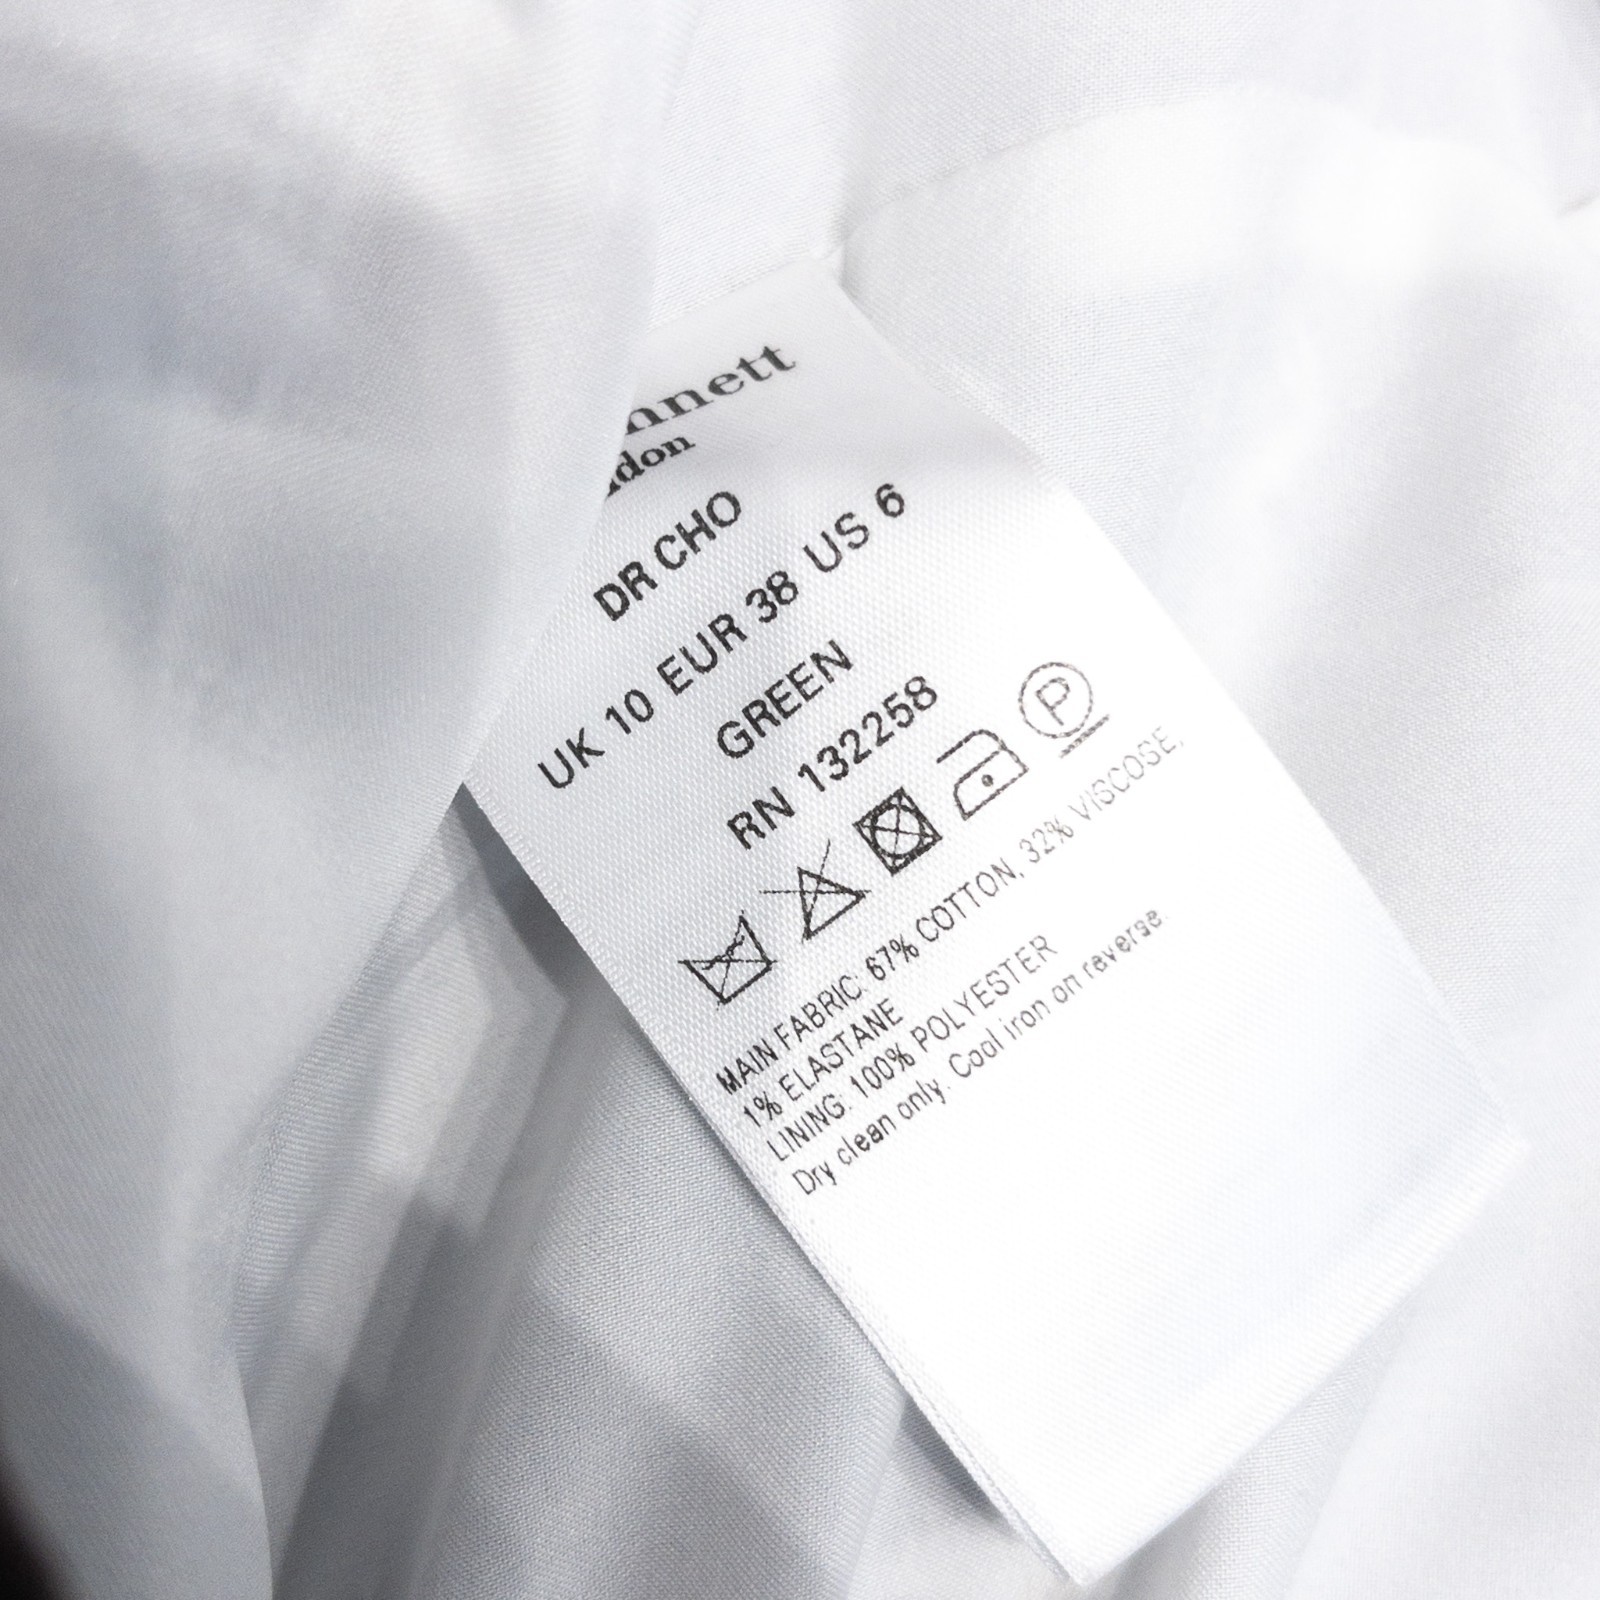 nnett
don
DR CHO
UK 10 EUR 38 US 6
GREEN
RN 132258
P
MAIN FABRIC: 67% COTTON, 32% VISCOSE,
1% ELASTANE
LINING: 100% POLYESTER
Dry clean only. Cool iron on reverse.